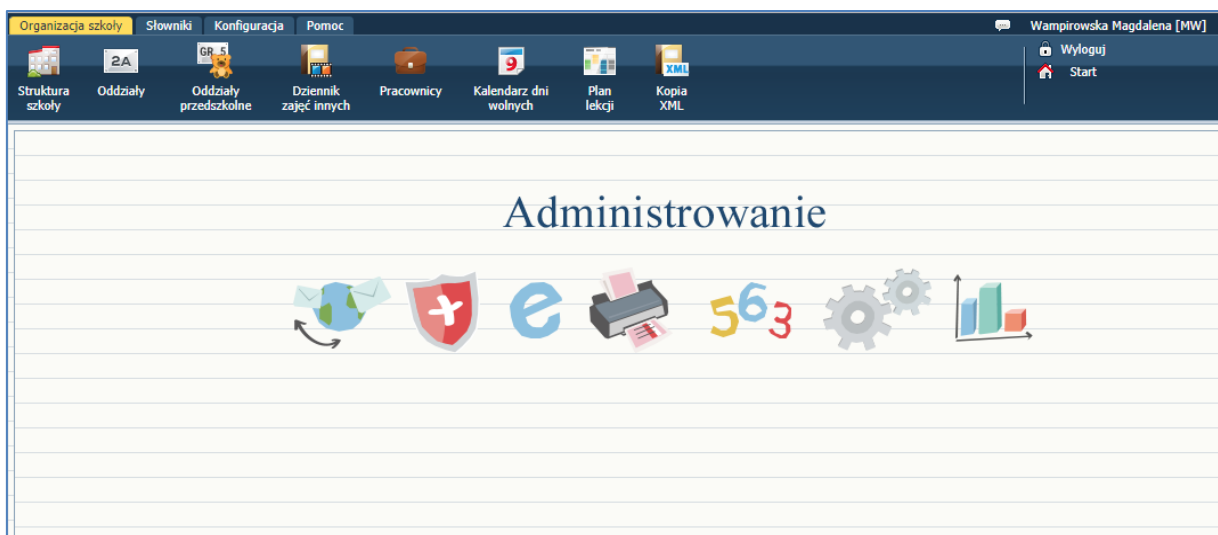 Organizacja szkoły Słowniki Konfiguracja Pomoc Wampirowska Magdalena [MW]
Wyloguj
Start
GR. 5
2A
9
XML
Struktura szkoły
Oddziały
Oddziały przedszkolne
Dziennik zajęć innych
Pracownicy
Kalendarz dni wolnych
Plan lekcji
Kopia XML
Administrowanie
e 563